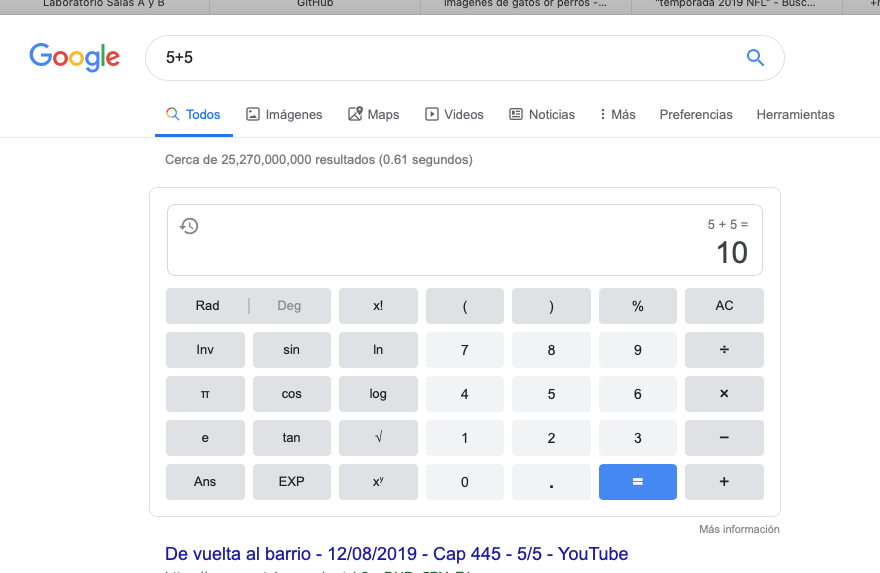 Laboratorio Salas A y B GitHub imagenes de gatos or perros -... "temporada 2019 NFL" - Busc...
Google 5+5
Todos Imágenes Maps Videos Noticias Más Preferencias Herramientas
Cerca de 25,270,000,000 resultados (0.61 segundos)
5 + 5 =
10
Rad | Deg x! ( ) % AC
Inv sin ln 7 8 9 ÷
π cos log 4 5 6 ×
e tan √ 1 2 3 −
Ans EXP xʸ 0 . = +
Más información
De vuelta al barrio - 12/08/2019 - Cap 445 - 5/5 - YouTube